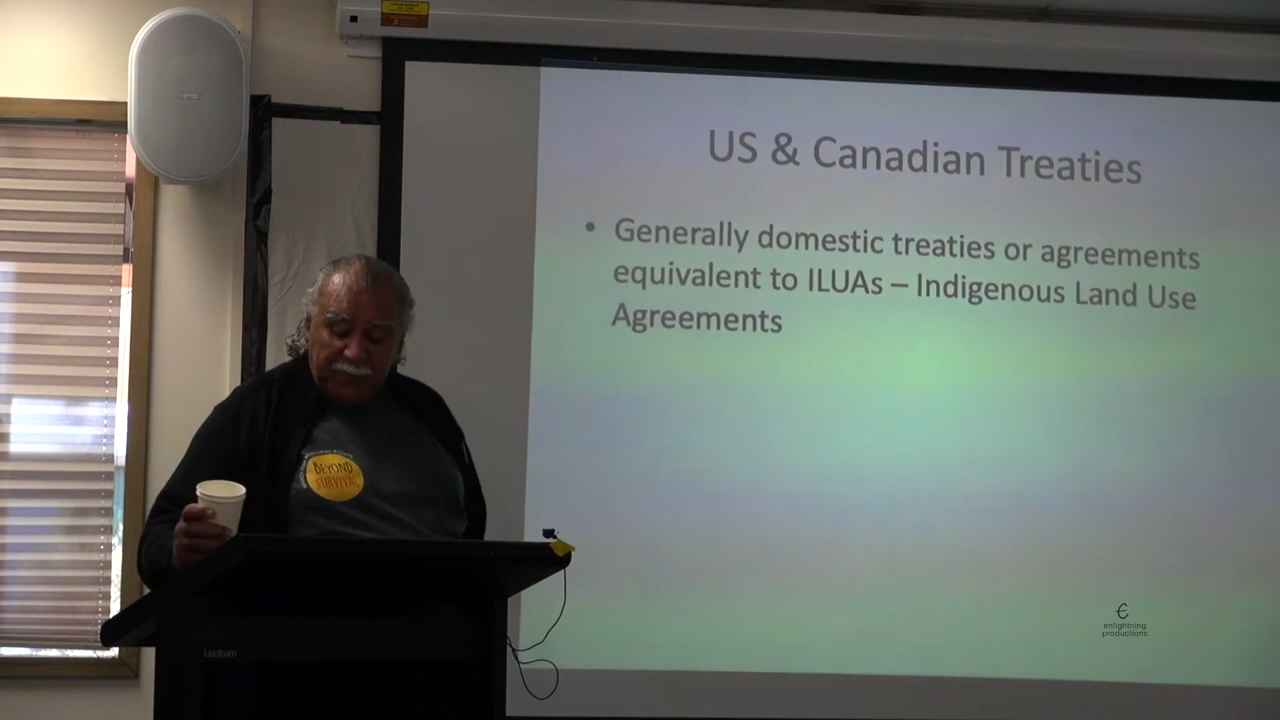 US & Canadian Treaties
• Generally domestic treaties or agreements
equivalent to ILUAs – Indigenous Land Use
Agreements
BEYOND
SURVIVAL
Lectrum
enlightning
productions